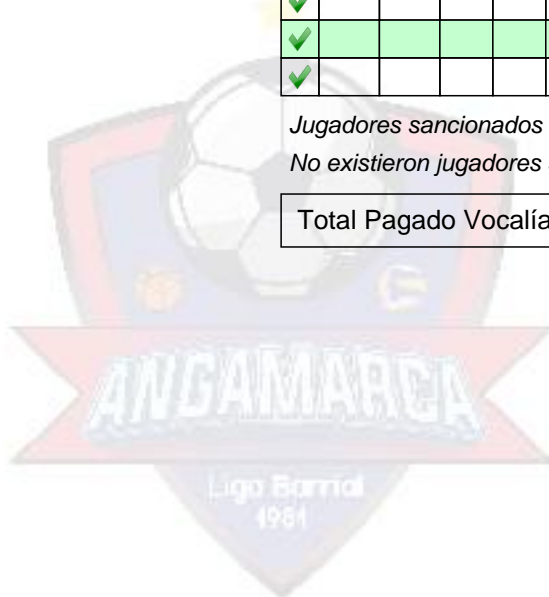 Jugadores sancionados
No existieron jugadores
Total Pagado Vocalía
ANGAMARCA
Liga Barrial
1981